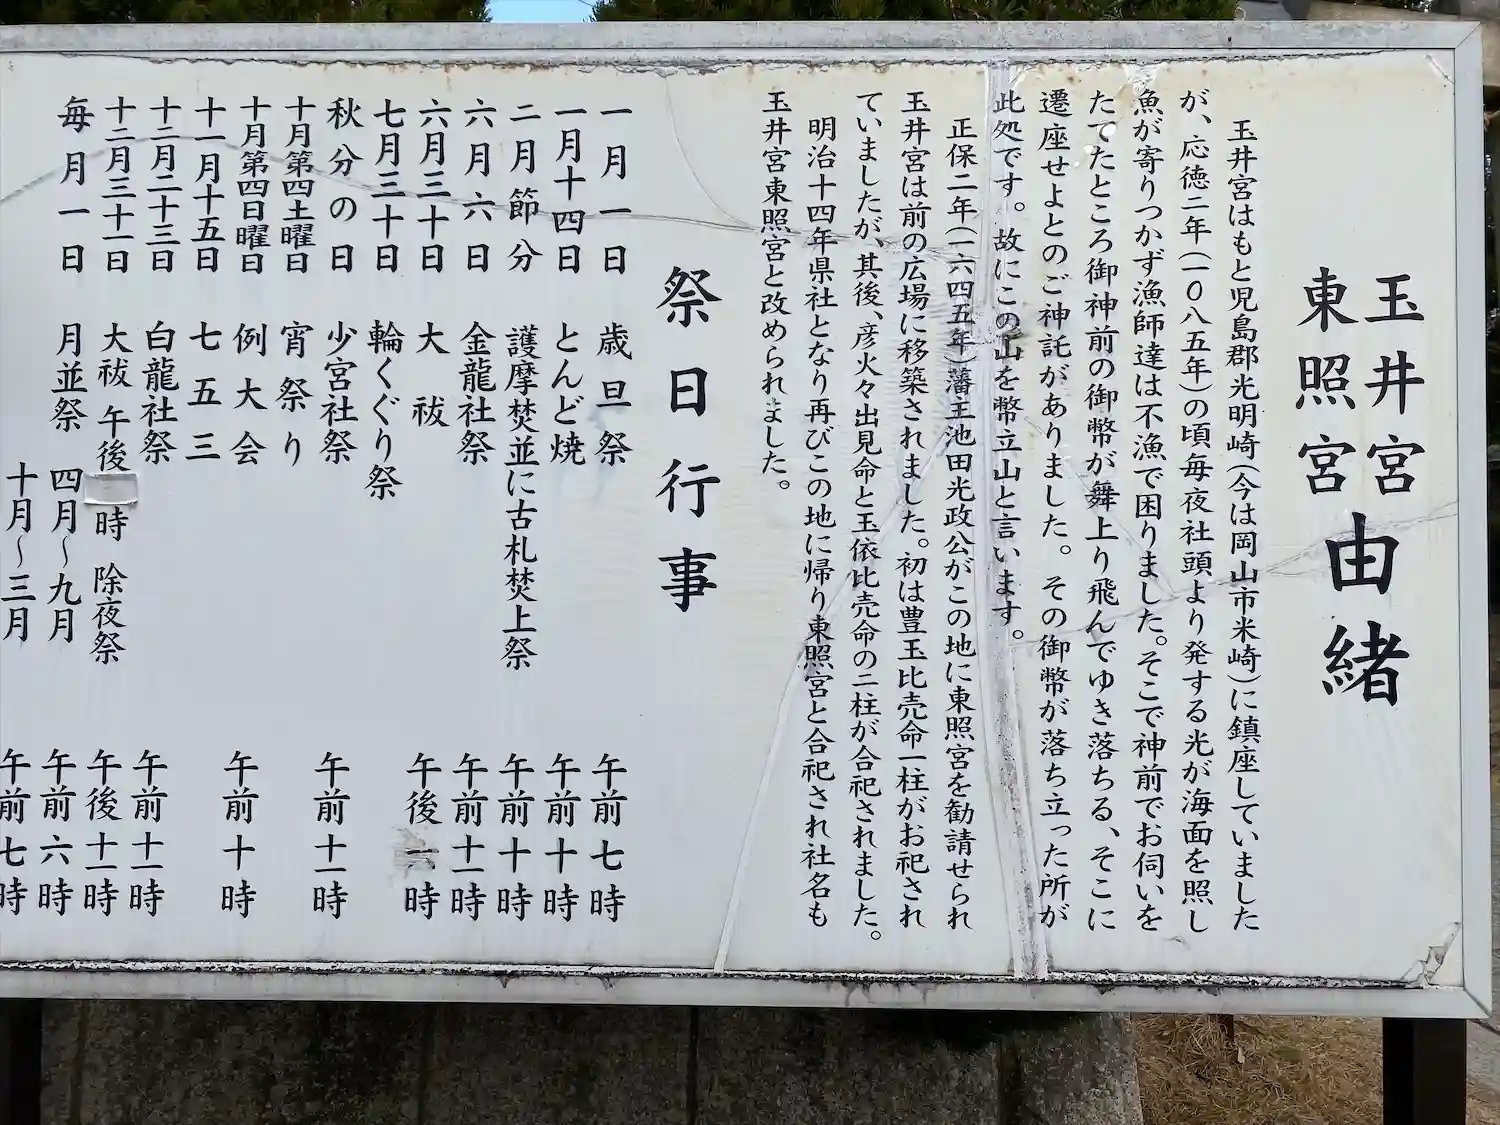 玉井宮
東照宮
由緒
玉井宮はもと児島郡光明崎(今は岡山市米崎)に鎮座していました
が、応徳二年(一〇八五年)の頃毎夜社頭より発する光が海面を照し
魚が寄りつかず漁師達は不漁で困りました。そこで神前でお伺いを
たてたところ御神前の御幣が舞上り飛んでゆき落ちる、そこに
遷座せよとのご神託がありました。その御幣が落ち立った所が
此処です。故にこの山を幣立山と言います。
正保二年(一六四五年)藩主池田光政公がこの地に東照宮を勧請せられ
玉井宮は前の広場に移築されました。初は豊玉比売命一柱がお祀され
ていましたが、其後、彦火々出見命と玉依比売命の二柱が合祀されました。
明治十四年県社となり再びこの地に帰り東照宮と合祀され社名も
玉井宮東照宮と改められました。
祭日行事
一月一日 歳旦祭 午前七時
一月十四日 とんど焼 午前十時
二月節分 護摩焚並に古札焚上祭 午前十時
六月六日 金龍社祭 午前十一時
六月三十日 大祓 午後 時
七月三十日 輪くぐり祭
秋分の日 少宮社祭 午前十一時
十月第四土曜日 宵祭り
十月第四日曜日 例大会 午前十時
十一月十五日 七五三
十二月二十三日 白龍社祭 午前十一時
十二月三十一日 大祓 午後 時 除夜祭 午後十一時
毎月一日 月並祭 四月〜九月 午前六時
十月〜三月 午前七時